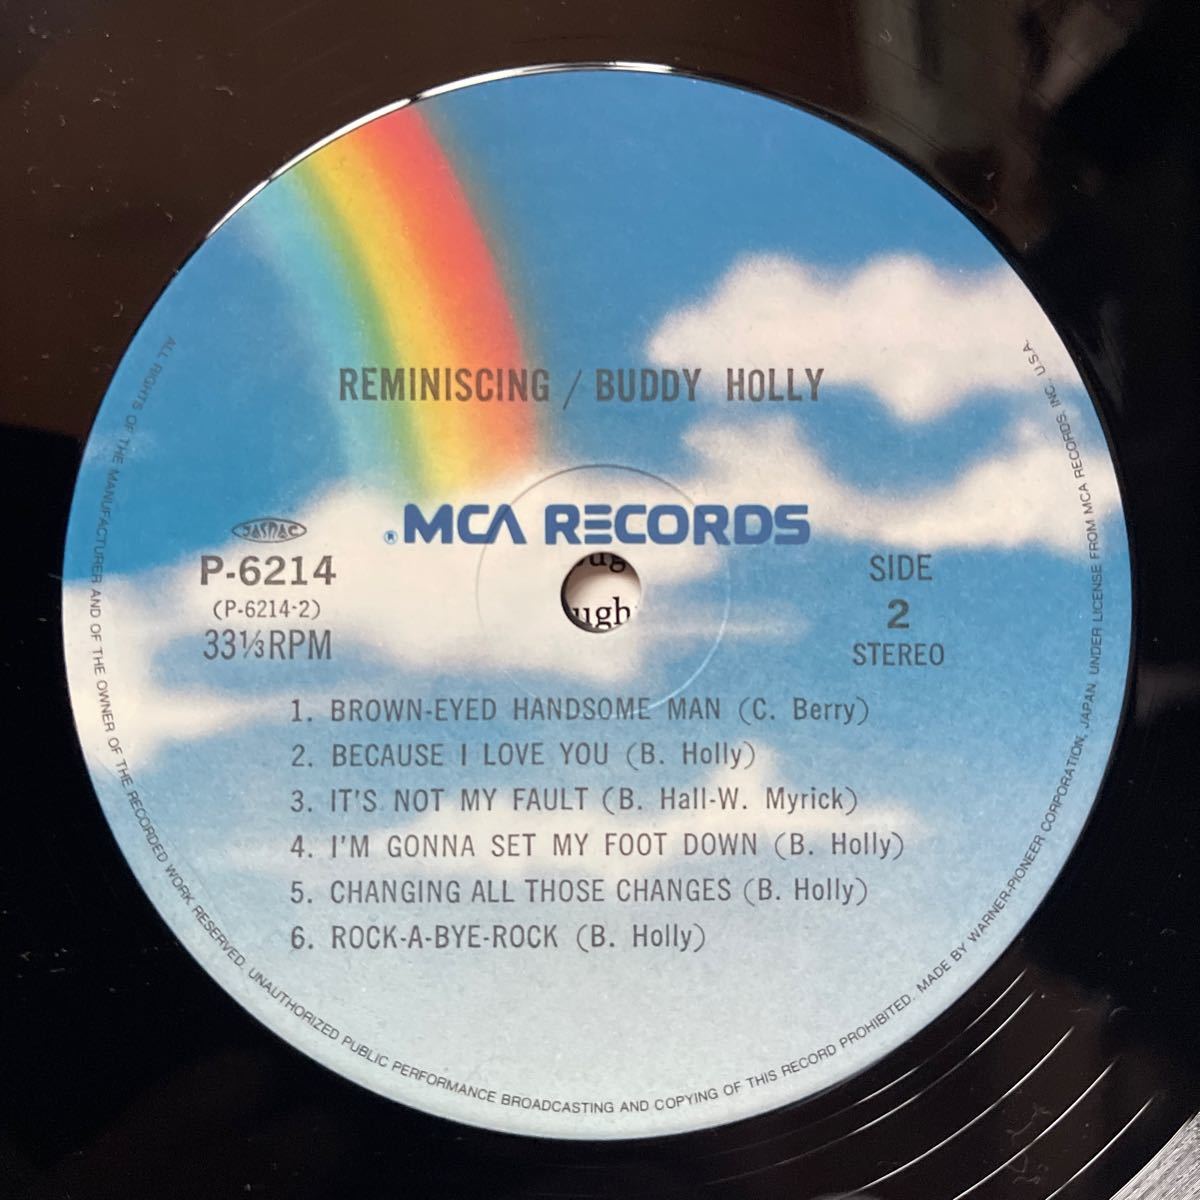 REMINISCING / BUDDY HOLLY
® MCA RECORDS
JASRAC
P-6214
(P-6214-2)
33⅓RPM
SIDE
2
STEREO
ugh
1. BROWN-EYED HANDSOME MAN (C. Berry)
2. BECAUSE I LOVE YOU (B. Holly)
3. IT'S NOT MY FAULT (B. Hall-W. Myrick)
4. I'M GONNA SET MY FOOT DOWN (B. Holly)
5. CHANGING ALL THOSE CHANGES (B. Holly)
6. ROCK-A-BYE-ROCK (B. Holly)
ALL RIGHTS OF THE MANUFACTURER AND OF THE OWNER OF THE RECORDED WORK RESERVED. UNAUTHORIZED PUBLIC PERFORMANCE BROADCASTING AND COPYING OF THIS RECORD PROHIBITED. MADE BY WARNER-PIONEER CORPORATION, JAPAN. UNDER LICENSE FROM MCA RECORDS, INC. U.S.A.